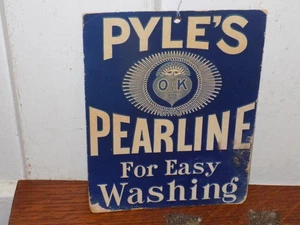 PYLE'S
OK
PEARLINE
For Easy
Washing